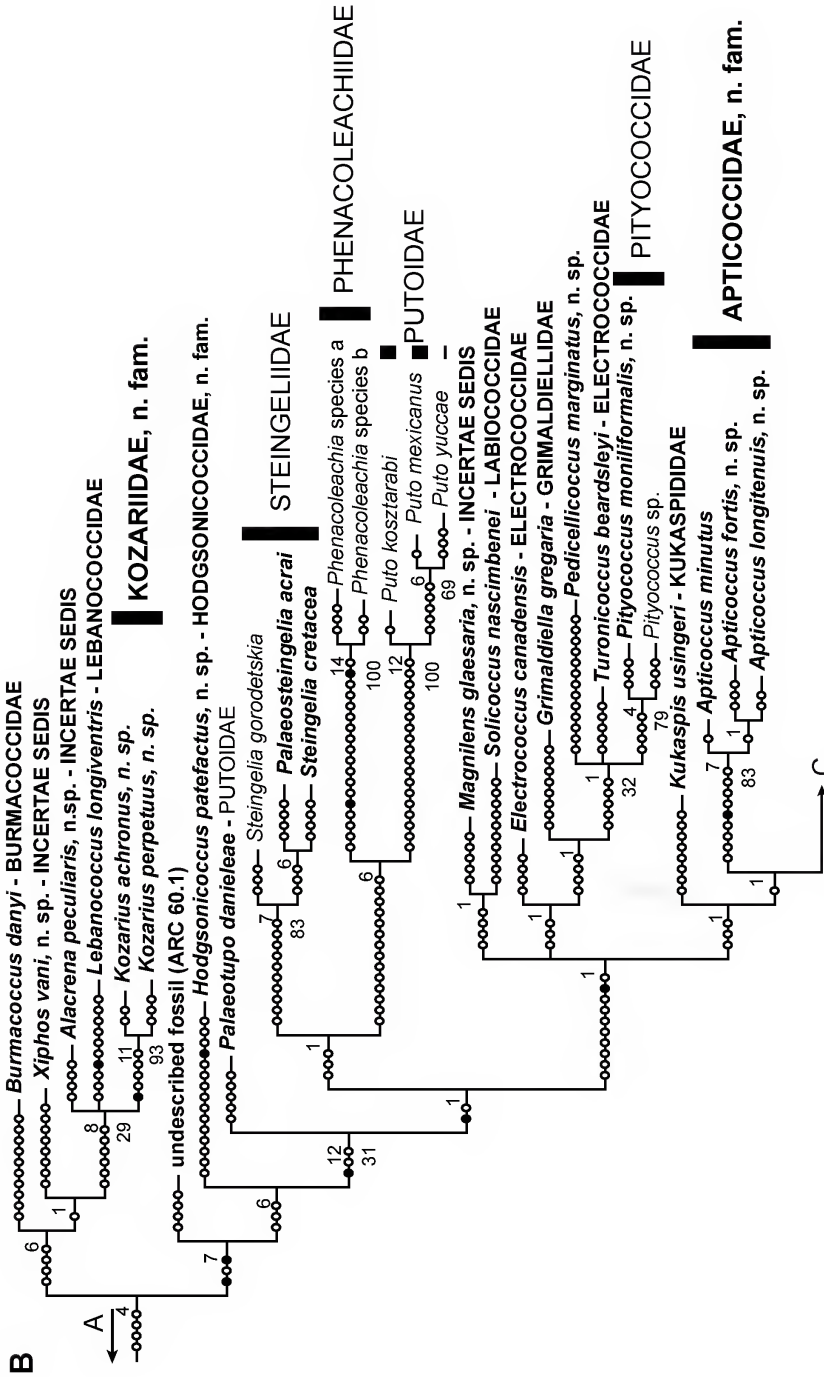 B
A
4
6
Burmacoccus danyi - BURMACOCCIDAE
1
Xiphos vani, n. sp. - INCERTAE SEDIS
8
29
Alacrena peculiaris, n.sp. - INCERTAE SEDIS
Lebanococcus longiventris - LEBANOCOCCIDAE
11
93
Kozarius achronus, n. sp.
Kozarius perpetuus, n. sp.
KOZARIIDAE, n. fam.
7
undescribed fossil (ARC 60.1)
6
Hodgsonicoccus patefactus, n. sp. - HODGSONICOCCIDAE, n. fam.
12
31
Palaeotupo danieleae - PUTOIDAE
1
1
7
83
Steingelia gorodetskia
6
Palaeosteingelia acrai
Steingelia cretacea
STEINGELIIDAE
6
14
100
Phenacoleachia species a
Phenacoleachia species b
PHENACOLEACHIIDAE
12
100
Puto kosztarabi
6
69
Puto mexicanus
Puto yuccae
PUTOIDAE
1
1
Magnilens glaesaria, n. sp. - INCERTAE SEDIS
Solicoccus nascimbenei - LABIOCOCCIDAE
1
Electrococcus canadensis - ELECTROCOCCIDAE
1
Grimaldiella gregaria - GRIMALDIELLIDAE
1
32
Pedicellicoccus marginatus, n. sp.
Turonicoccus beardsleyi - ELECTROCOCCIDAE
4
79
Pityococcus moniliformalis, n. sp.
Pityococcus sp.
PITYOCOCCIDAE
1
Kukaspis usingeri - KUKASPIDIDAE
1
7
83
Apticoccus minutus
1
Apticoccus fortis, n. sp.
Apticoccus longitenuis, n. sp.
APTICOCCIDAE, n. fam.
C